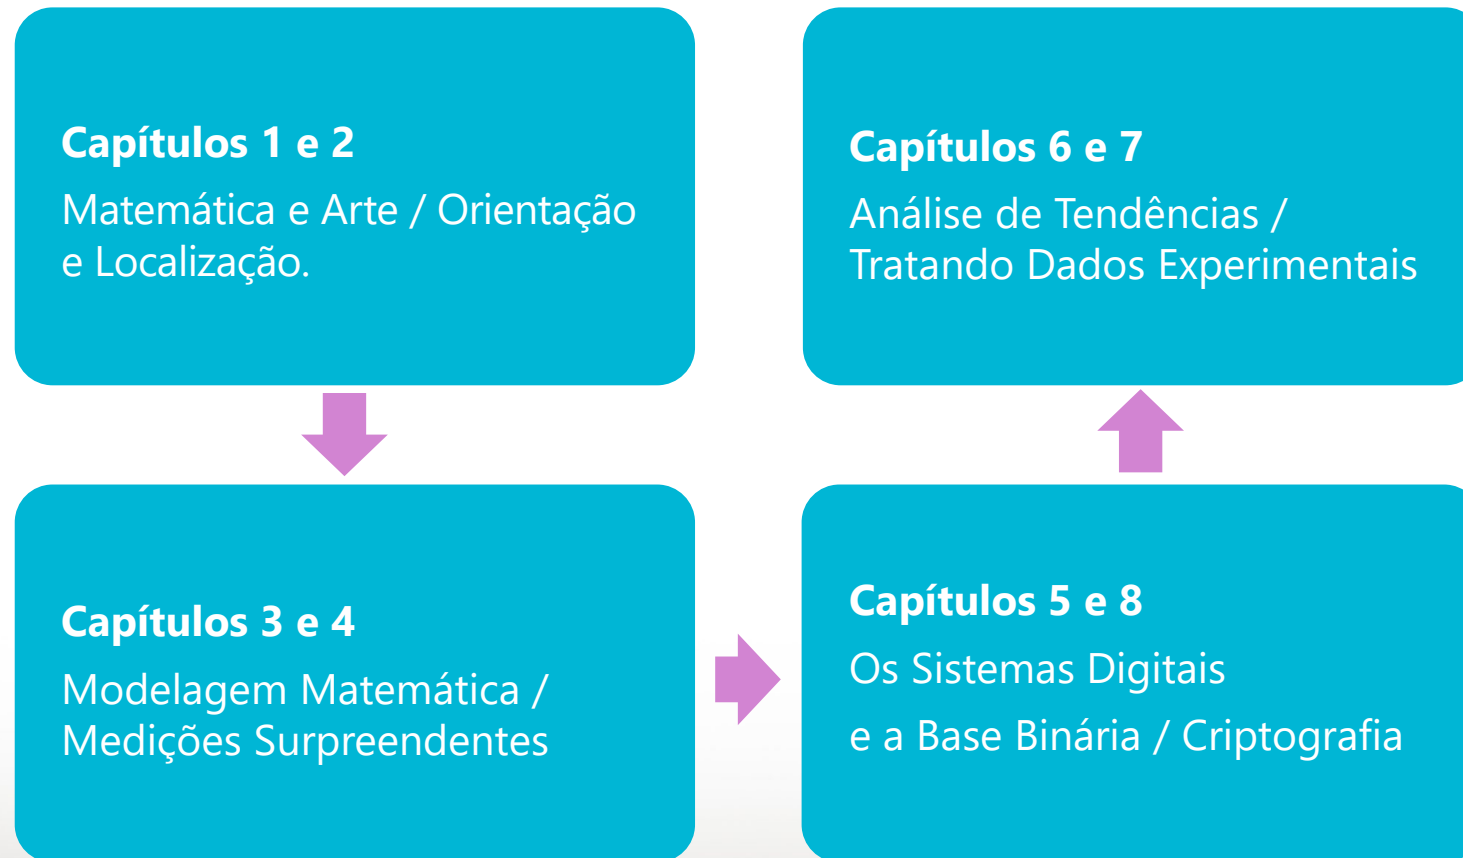 Capítulos 1 e 2
Matemática e Arte / Orientação
e Localização.
Capítulos 3 e 4
Modelagem Matemática /
Medições Surpreendentes
Capítulos 5 e 8
Os Sistemas Digitais
e a Base Binária / Criptografia
Capítulos 6 e 7
Análise de Tendências /
Tratando Dados Experimentais